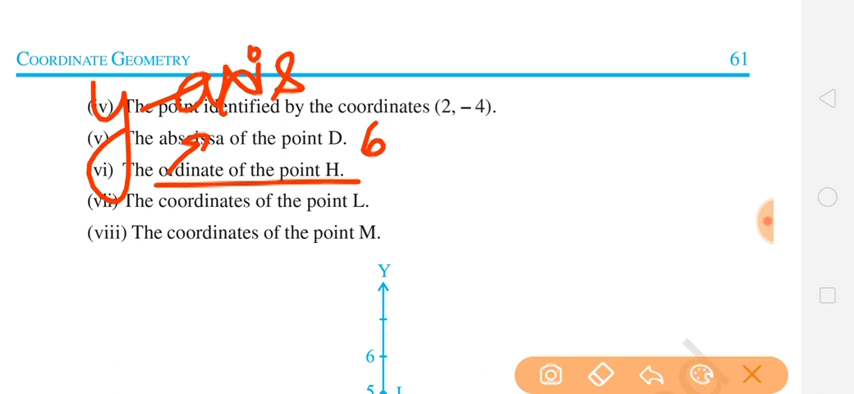 COORDINATE GEOMETRY 61
y-axis
(iv) The point identified by the coordinates (2, – 4).
(v) The abscissa of the point D. 6
(vi) The ordinate of the point H.
(vii) The coordinates of the point L.
(viii) The coordinates of the point M.
Y
6
5 L